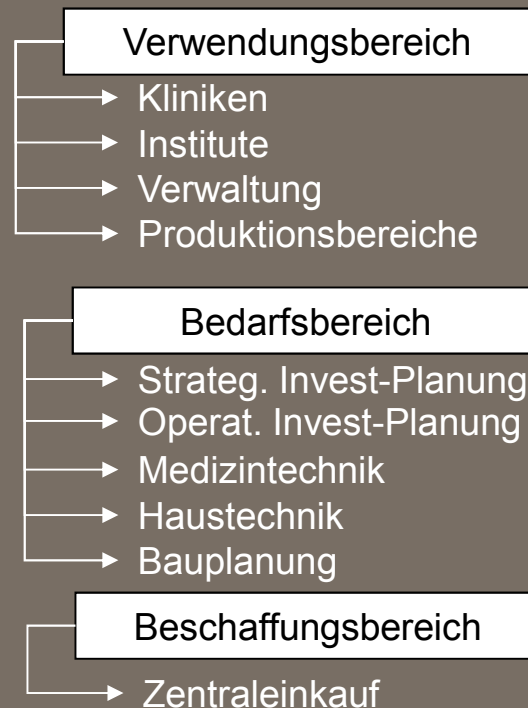 Verwendungsbereich
Kliniken
Institute
Verwaltung
Produktionsbereiche
Bedarfsbereich
Strateg. Invest-Planung
Operat. Invest-Planung
Medizintechnik
Haustechnik
Bauplanung
Beschaffungsbereich
Zentraleinkauf